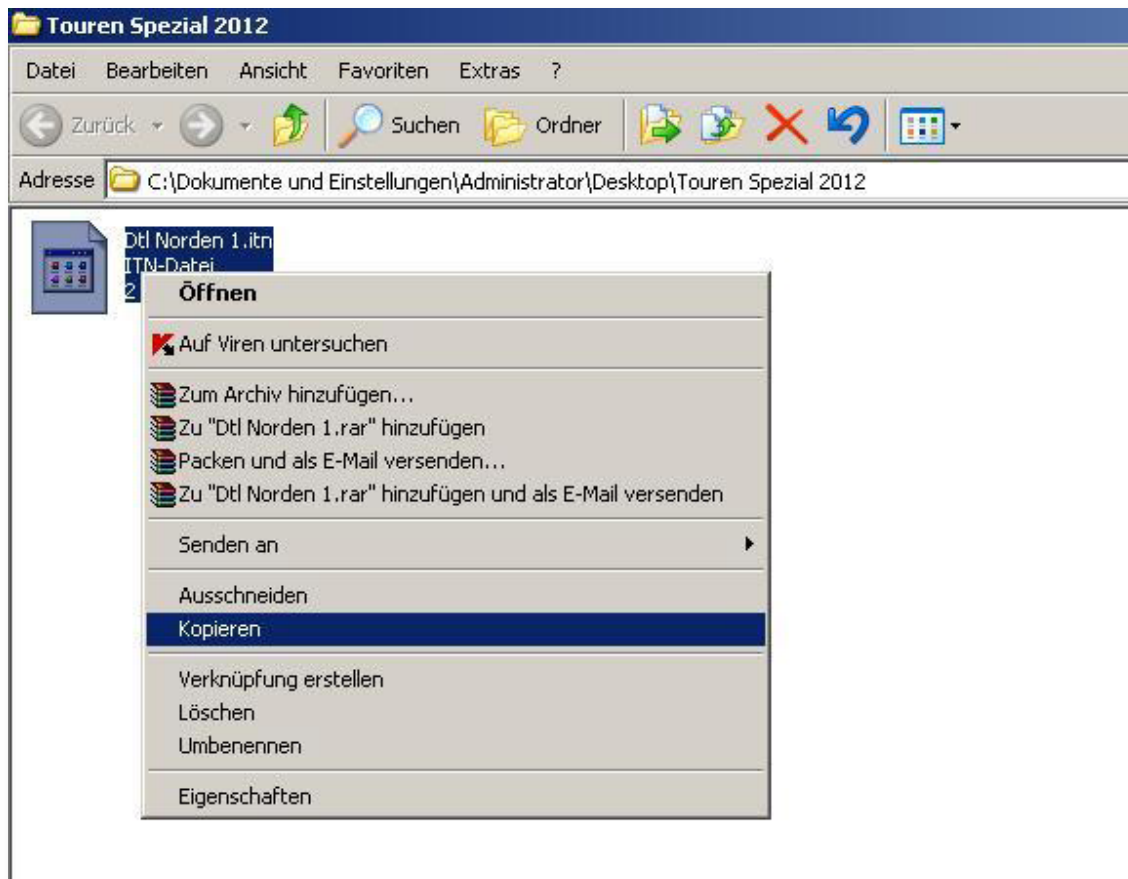 Touren Spezial 2012
Datei Bearbeiten Ansicht Favoriten Extras ?
Zurück Suchen Ordner
Adresse C:\Dokumente und Einstellungen\Administrator\Desktop\Touren Spezial 2012
Dtl Norden 1.itn
ITN-Datei
2
Öffnen
Auf Viren untersuchen
Zum Archiv hinzufügen...
Zu "Dtl Norden 1.rar" hinzufügen
Packen und als E-Mail versenden...
Zu "Dtl Norden 1.rar" hinzufügen und als E-Mail versenden
Senden an
Ausschneiden
Kopieren
Verknüpfung erstellen
Löschen
Umbenennen
Eigenschaften